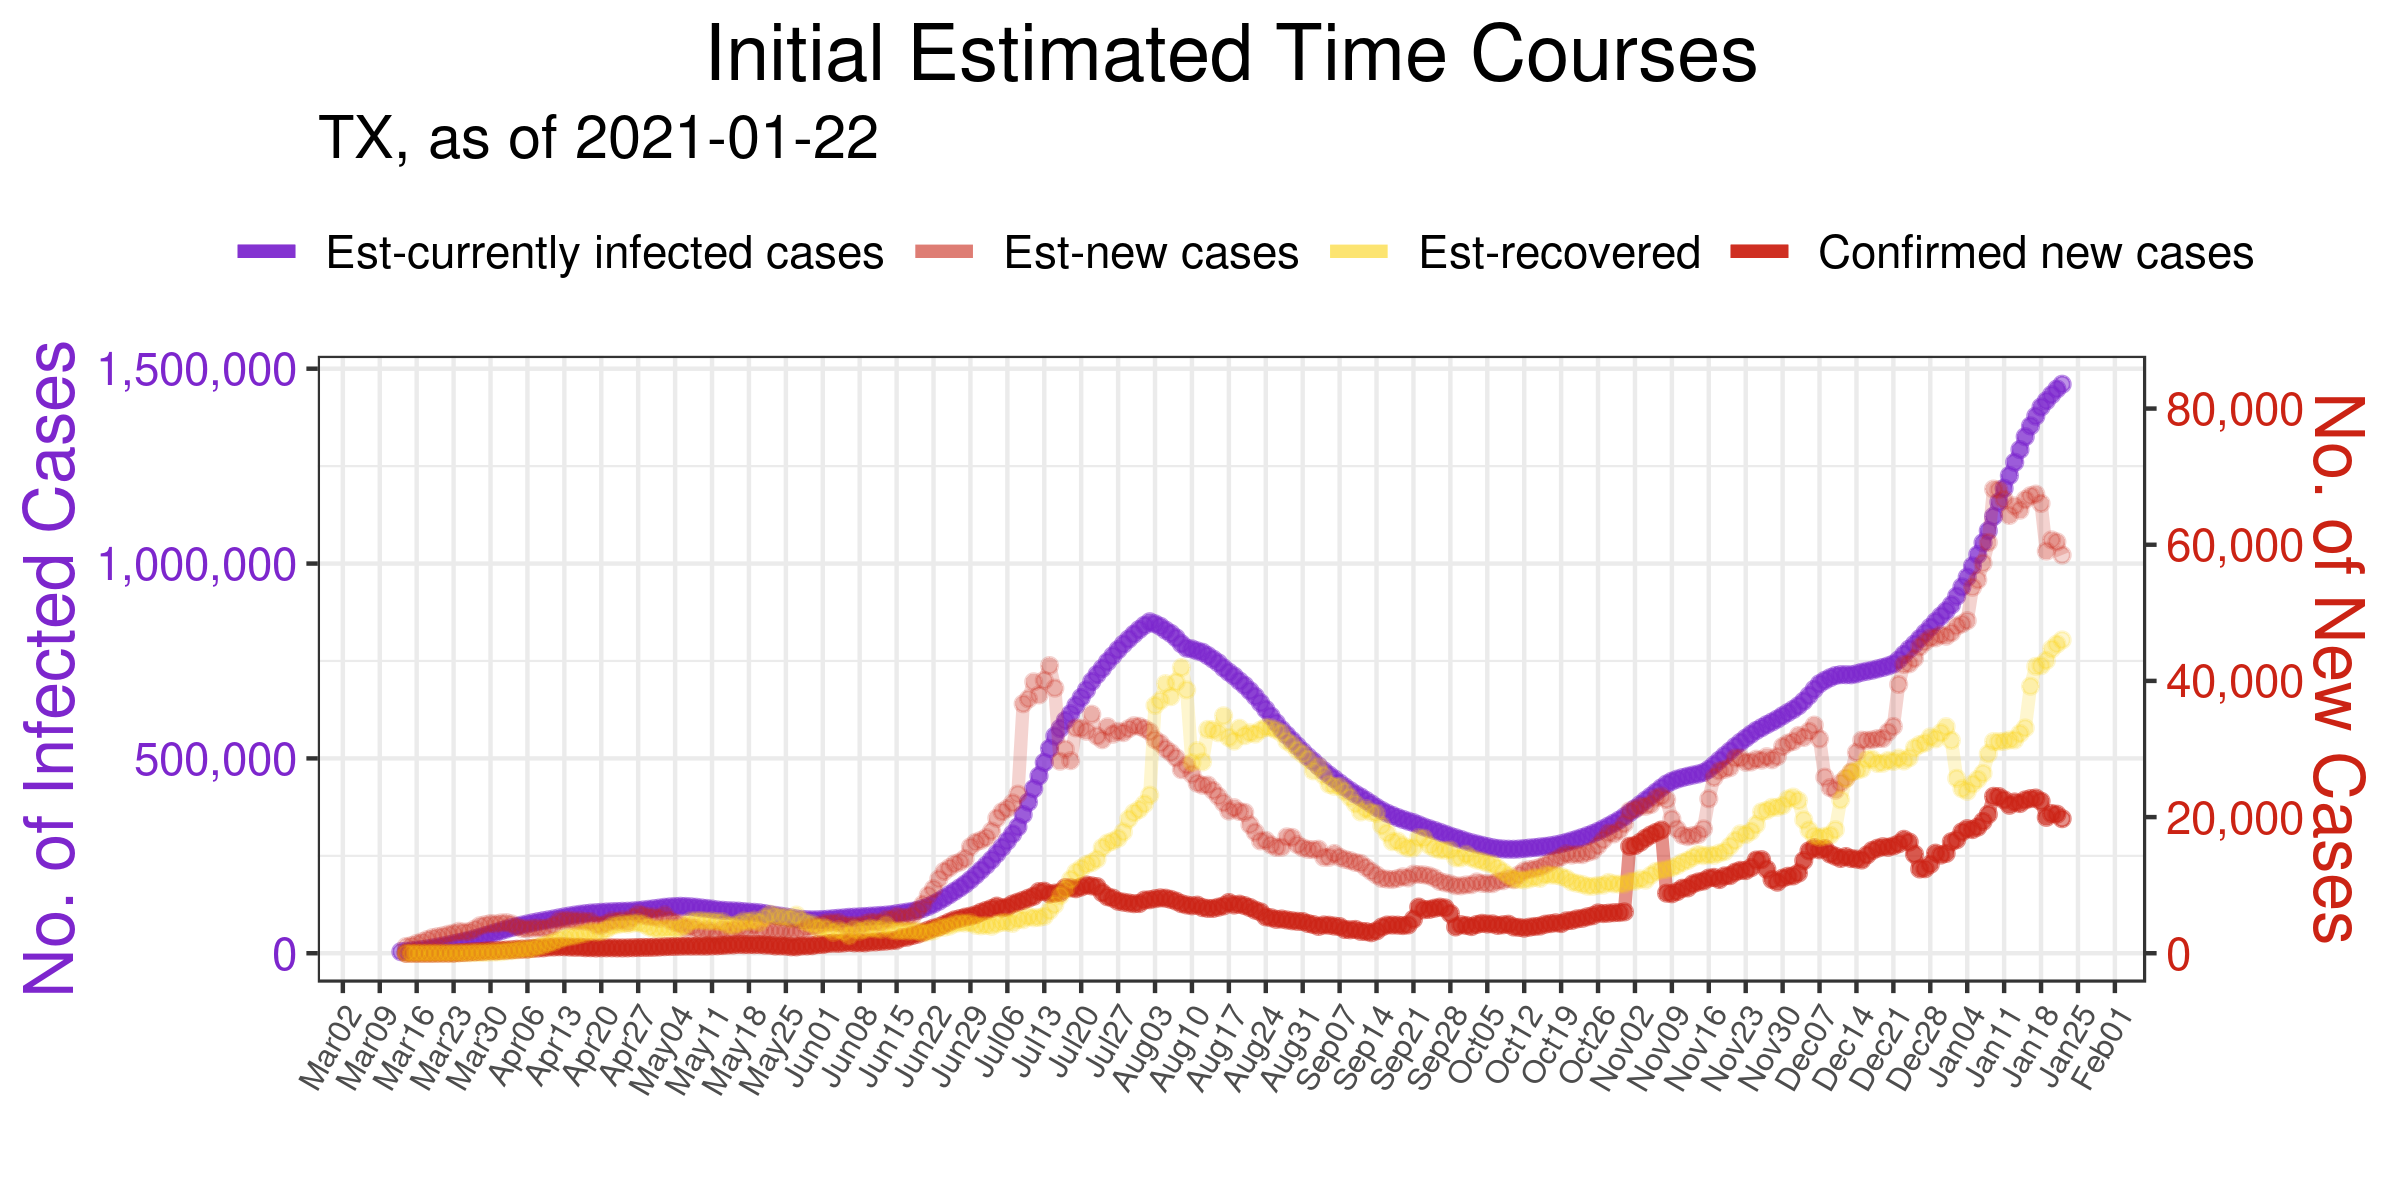 Initial Estimated Time Courses
TX, as of 2021-01-22
Est-currently infected cases Est-new cases Est-recovered Confirmed new cases
No. of Infected Cases
1,500,000
1,000,000
500,000
0
80,000
60,000
40,000
20,000
0
No. of New Cases
Mar02 Mar09 Mar16 Mar23 Mar30 Apr06 Apr13 Apr20 Apr27 May04 May11 May18 May25 Jun01 Jun08 Jun15 Jun22 Jun29 Jul06 Jul13 Jul20 Jul27 Aug03 Aug10 Aug17 Aug24 Aug31 Sep07 Sep14 Sep21 Sep28 Oct05 Oct12 Oct19 Oct26 Nov02 Nov09 Nov16 Nov23 Nov30 Dec07 Dec14 Dec21 Dec28 Jan04 Jan11 Jan18 Jan25 Feb01